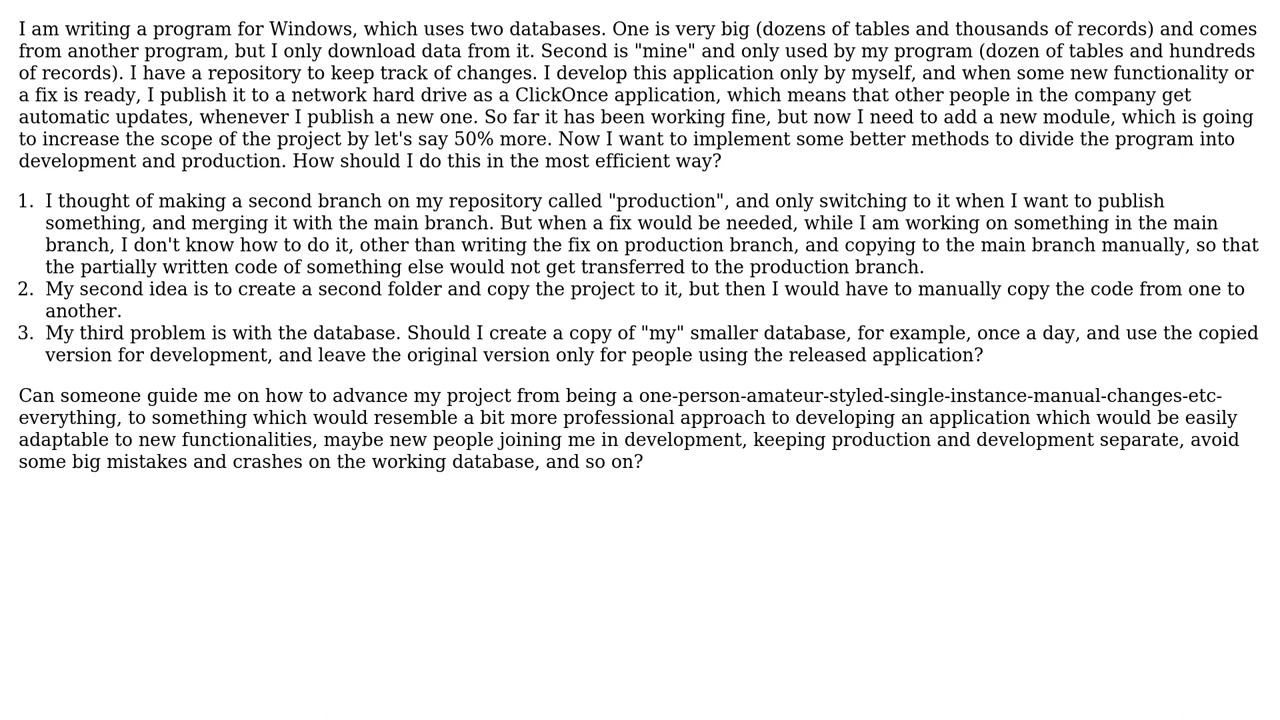 I am writing a program for Windows, which uses two databases. One is very big (dozens of tables and thousands of records) and comes
from another program, but I only download data from it. Second is "mine" and only used by my program (dozen of tables and hundreds
of records). I have a repository to keep track of changes. I develop this application only by myself, and when some new functionality or
a fix is ready, I publish it to a network hard drive as a ClickOnce application, which means that other people in the company get
automatic updates, whenever I publish a new one. So far it has been working fine, but now I need to add a new module, which is going
to increase the scope of the project by let's say 50% more. Now I want to implement some better methods to divide the program into
development and production. How should I do this in the most efficient way?
1. I thought of making a second branch on my repository called "production", and only switching to it when I want to publish
something, and merging it with the main branch. But when a fix would be needed, while I am working on something in the main
branch, I don't know how to do it, other than writing the fix on production branch, and copying to the main branch manually, so that
the partially written code of something else would not get transferred to the production branch.
2. My second idea is to create a second folder and copy the project to it, but then I would have to manually copy the code from one to
another.
3. My third problem is with the database. Should I create a copy of "my" smaller database, for example, once a day, and use the copied
version for development, and leave the original version only for people using the released application?
Can someone guide me on how to advance my project from being a one-person-amateur-styled-single-instance-manual-changes-etc-
everything, to something which would resemble a bit more professional approach to developing an application which would be easily
adaptable to new functionalities, maybe new people joining me in development, keeping production and development separate, avoid
some big mistakes and crashes on the working database, and so on?